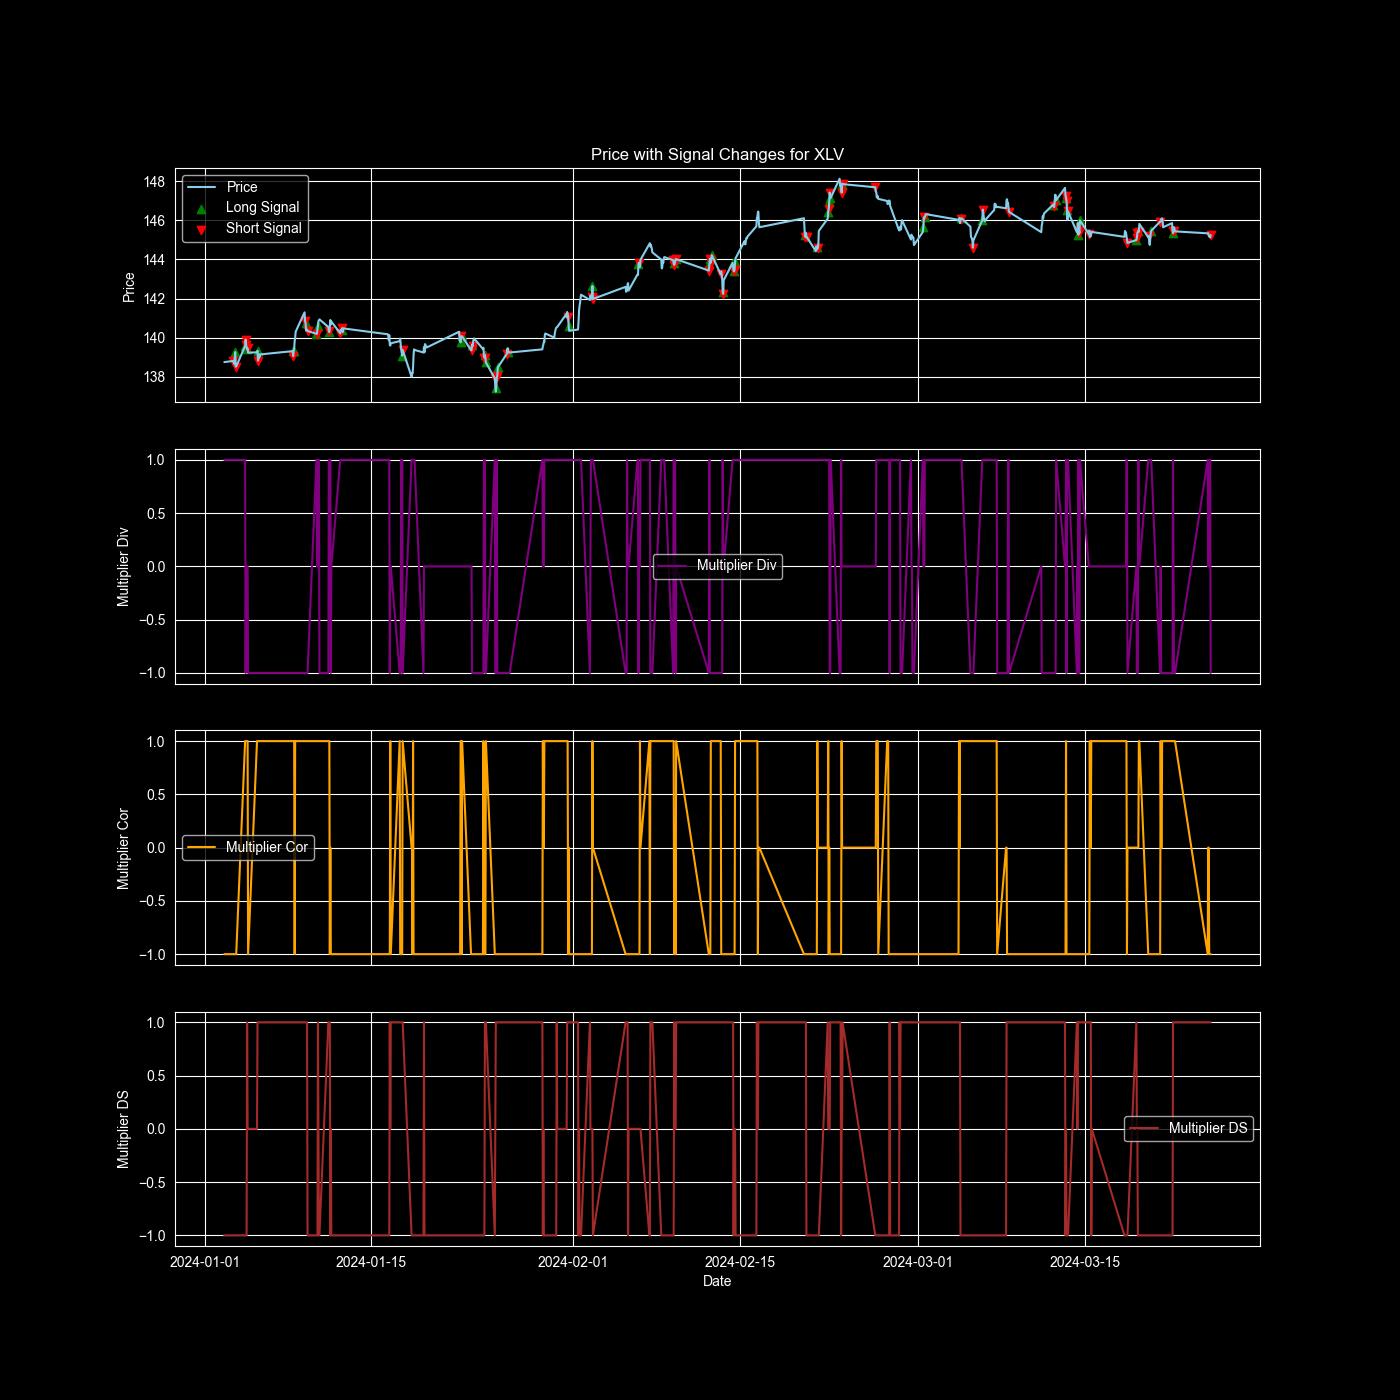 Price with Signal Changes for XLV
148
146
144
142
140
138
Price
Price
Long Signal
Short Signal
1.0
0.5
0.0
−0.5
−1.0
Multiplier Div
Multiplier Div
1.0
0.5
0.0
−0.5
−1.0
Multiplier Cor
Multiplier Cor
1.0
0.5
0.0
−0.5
−1.0
Multiplier DS
Multiplier DS
2024-01-01 2024-01-15 2024-02-01 2024-02-15 2024-03-01 2024-03-15
Date